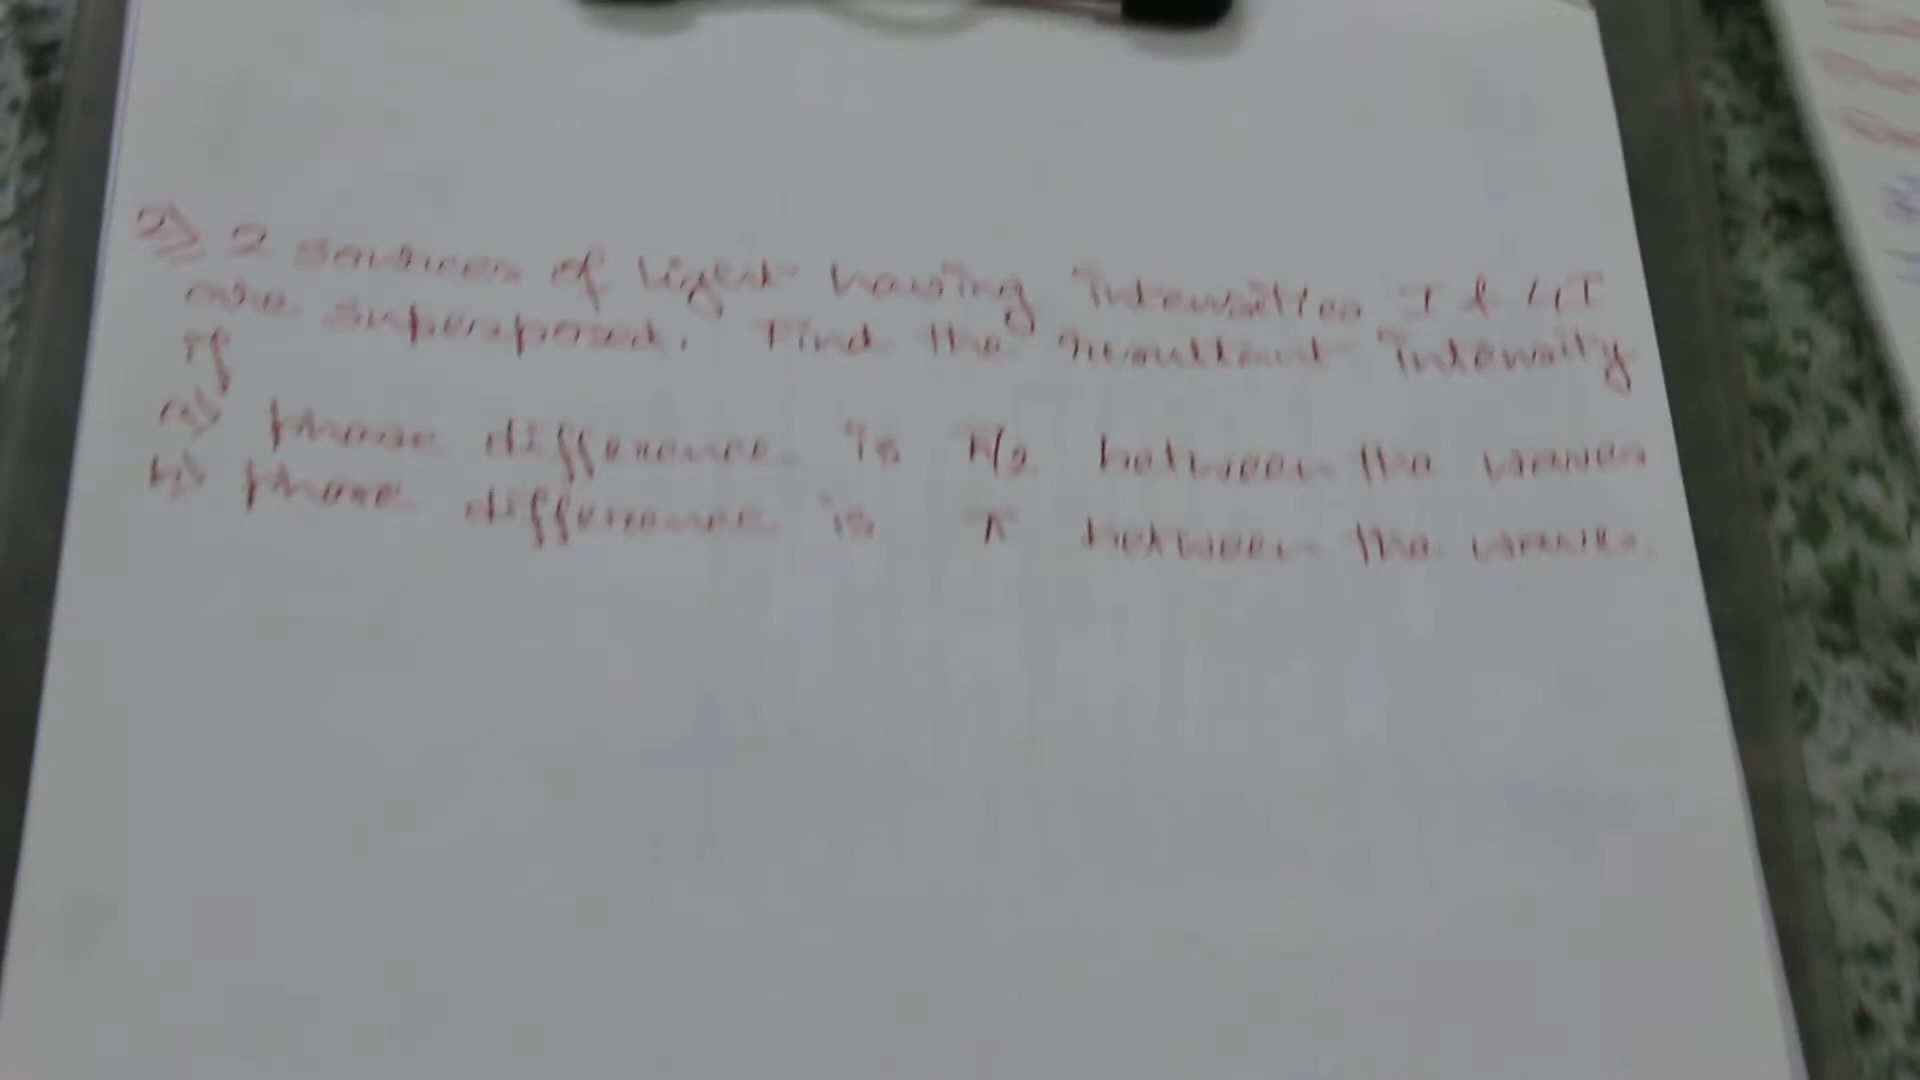 2) 2 sources of light having intensities I & 4I
are superposed. Find the resultant intensity
if
a) phase difference is π/2 between the waves
b) phase difference is π between the waves.